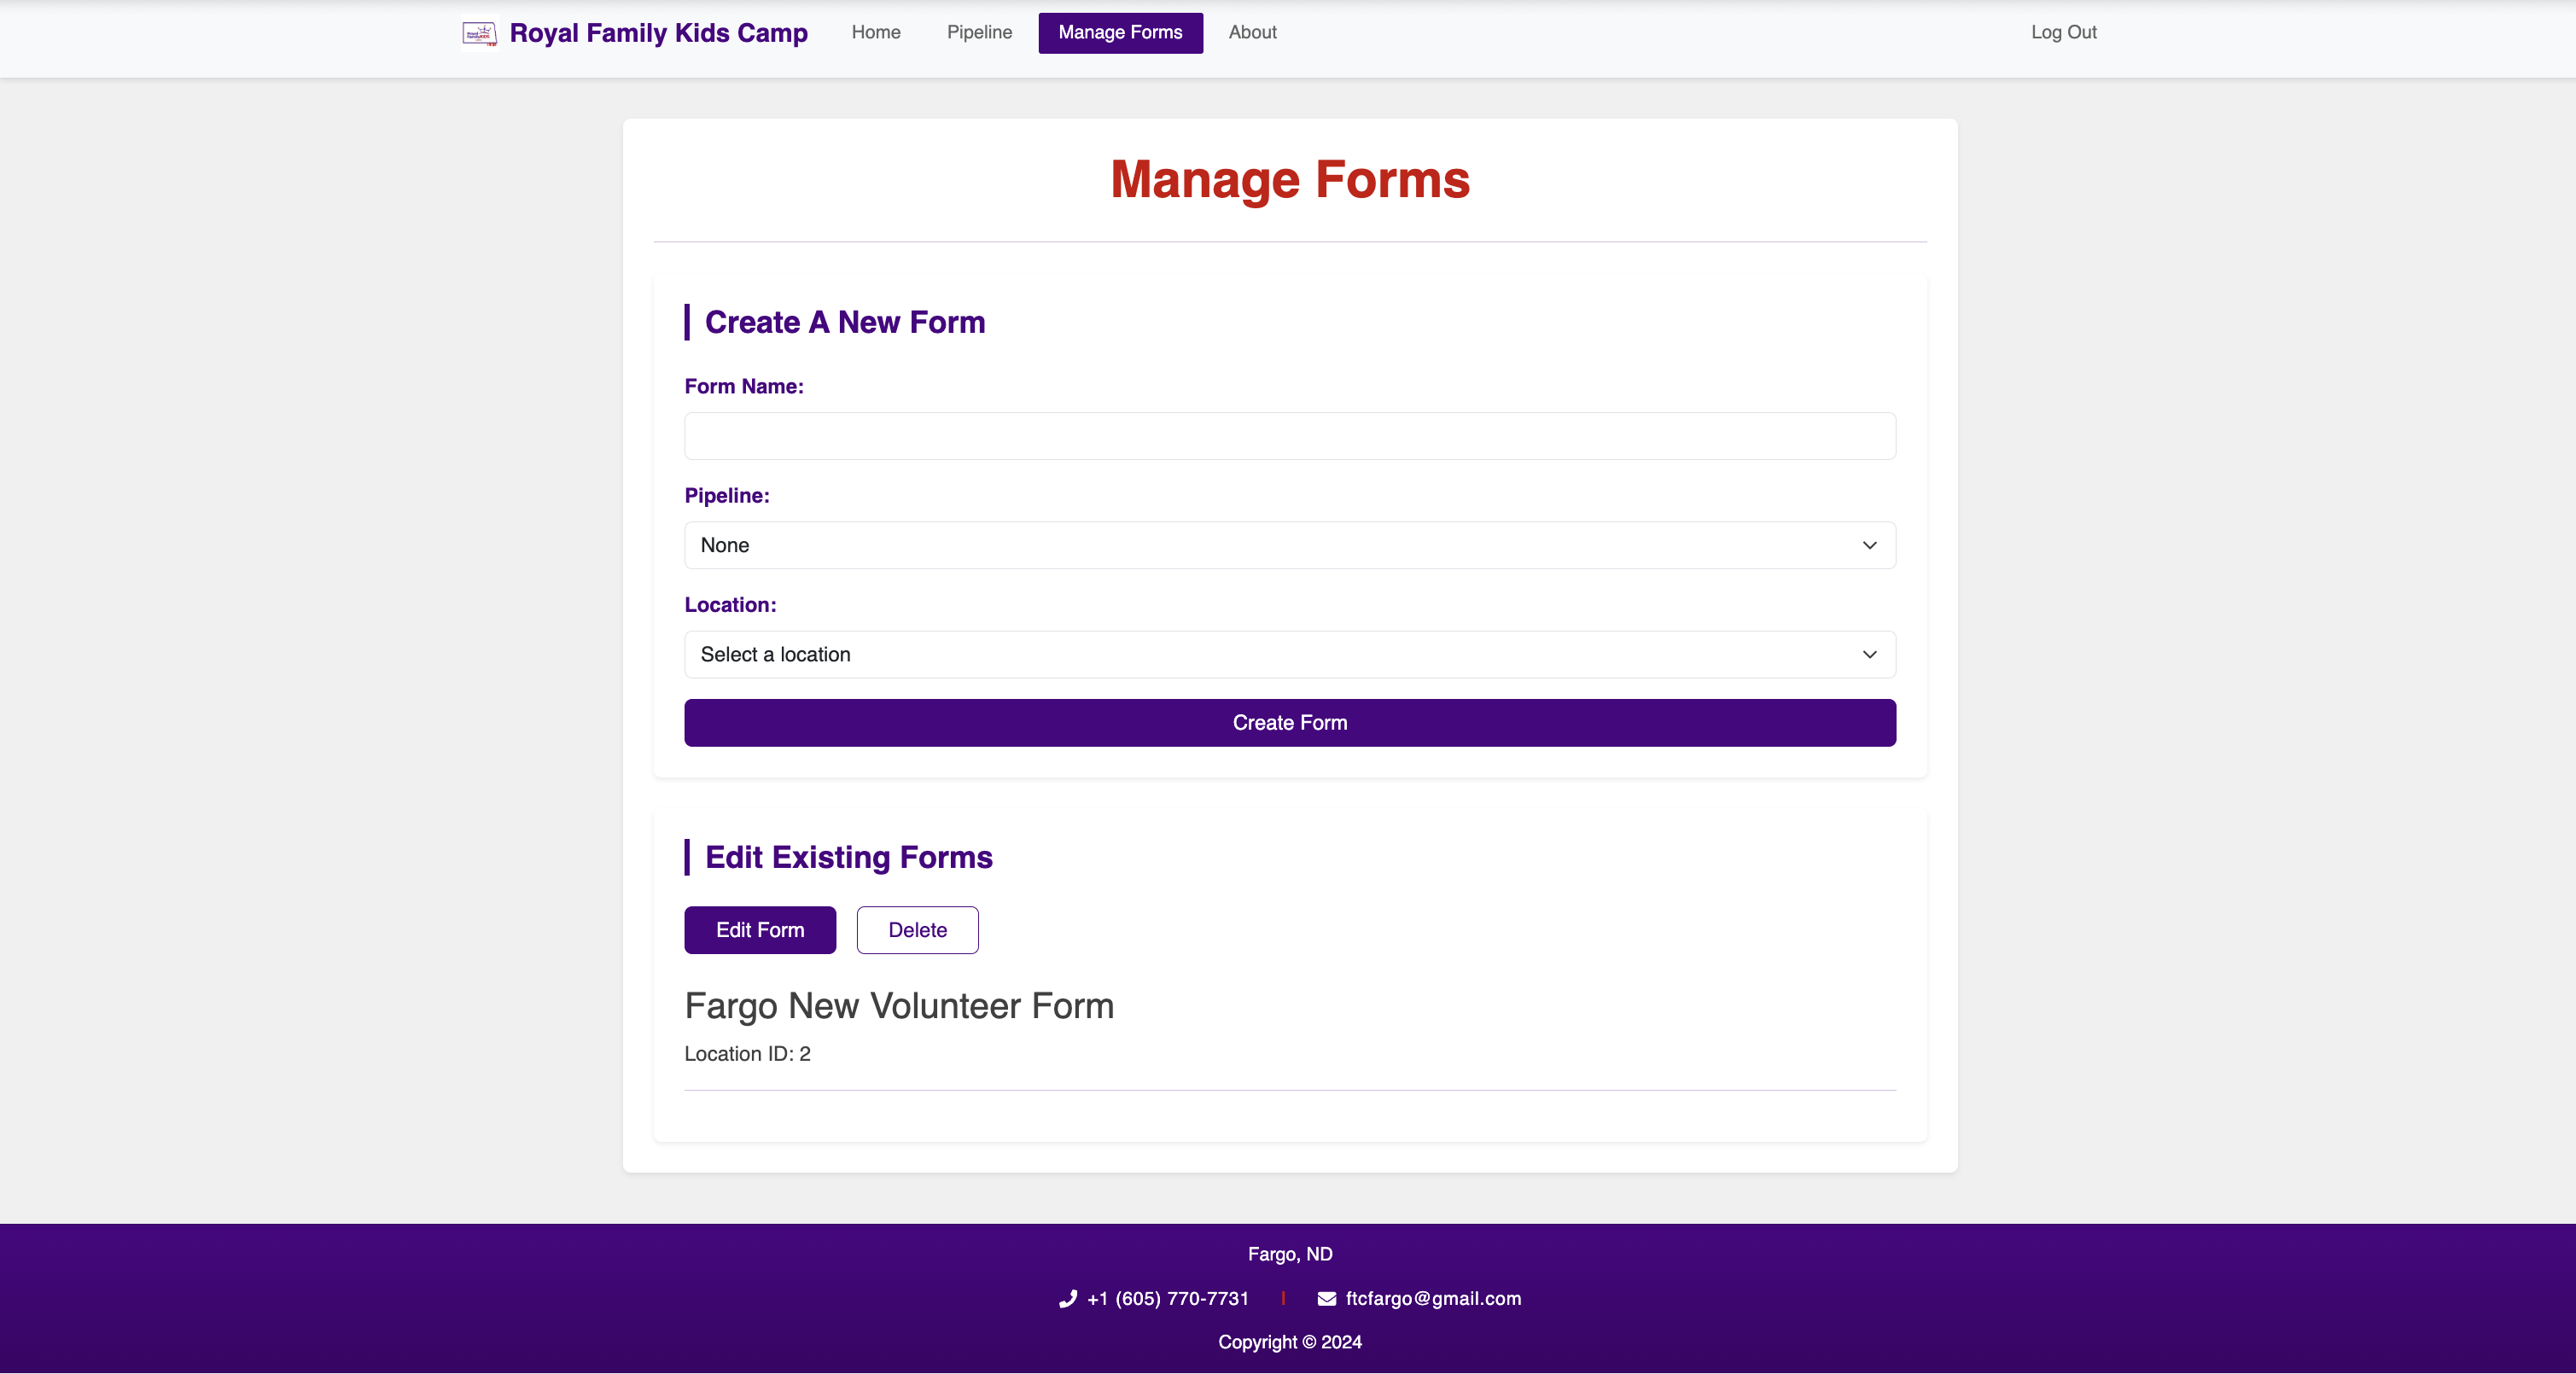 Royal Family Kids Camp
Home
Pipeline
Manage Forms
About
Log Out
Manage Forms
Create A New Form
Form Name:
Pipeline:
None
Location:
Select a location
Create Form
Edit Existing Forms
Edit Form
Delete
Fargo New Volunteer Form
Location ID: 2
Fargo, ND
+1 (605) 770-7731 | ftcfargo@gmail.com
Copyright © 2024